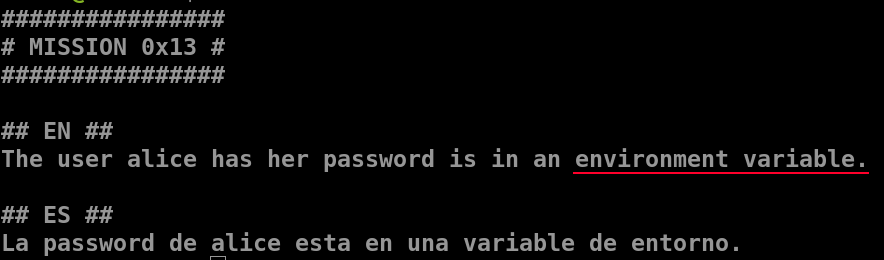 ################
# MISSION 0x13 #
################
## EN ##
The user alice has her password is in an environment variable.
## ES ##
La password de alice esta en una variable de entorno.